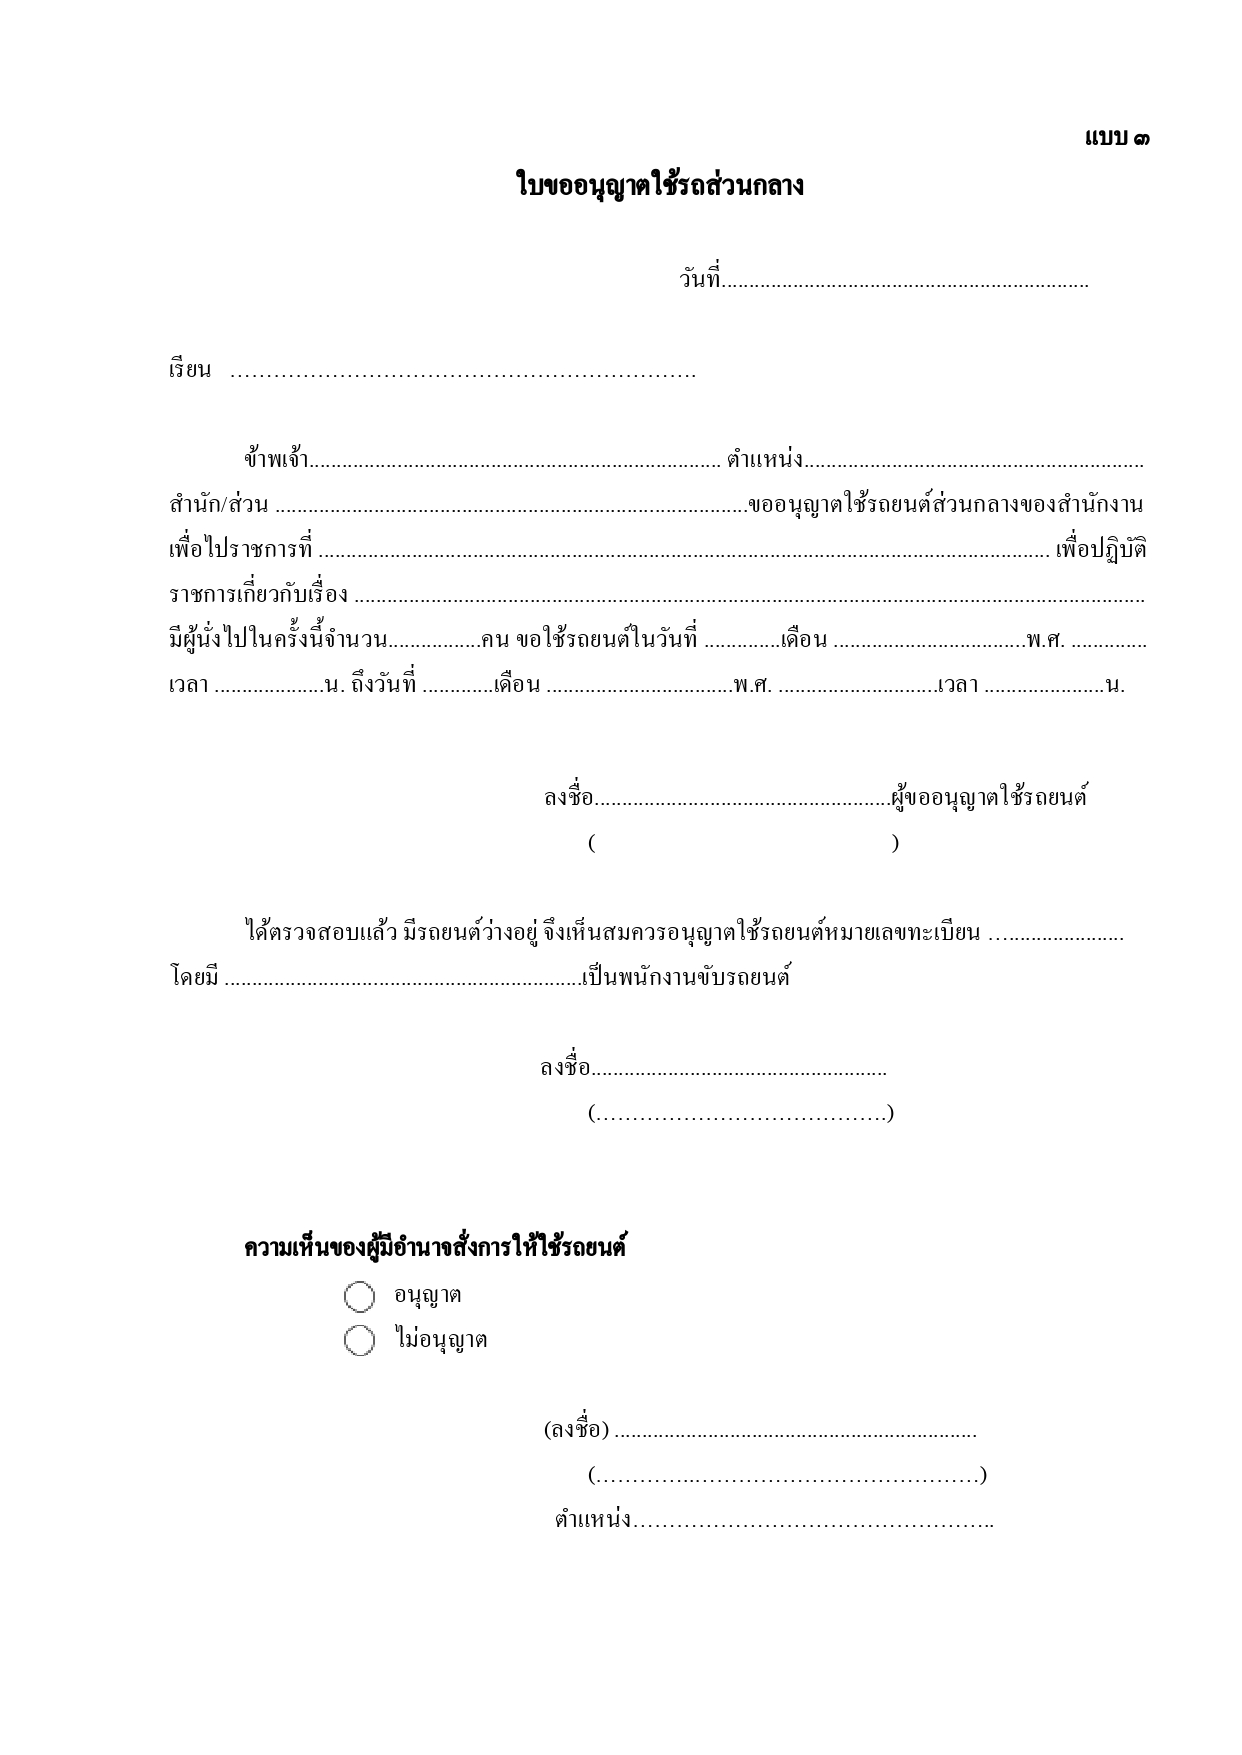 แบบ ๓
ใบขออนุญาตใช้รถส่วนกลาง
วันที่...................................................................
เรียน ……………………………………………………….
ข้าพเจ้า........................................................................... ตำแหน่ง..............................................................
สำนัก/ส่วน ......................................................................................ขออนุญาตใช้รถยนต์ส่วนกลางของสำนักงาน
เพื่อไปราชการที่ ..................................................................................................................................... เพื่อปฏิบัติ
ราชการเกี่ยวกับเรื่อง ................................................................................................................................................
มีผู้นั่งไปในครั้งนี้จำนวน.................คน ขอใช้รถยนต์ในวันที่ ..............เดือน ...................................พ.ศ. ..............
เวลา ....................น. ถึงวันที่ .............เดือน ..................................พ.ศ. .............................เวลา ......................น.
ลงชื่อ......................................................ผู้ขออนุญาตใช้รถยนต์
( )
ได้ตรวจสอบแล้ว มีรถยนต์ว่างอยู่ จึงเห็นสมควรอนุญาตใช้รถยนต์หมายเลขทะเบียน ….....................
โดยมี .................................................................เป็นพนักงานขับรถยนต์
ลงชื่อ......................................................
(………………………………….)
ความเห็นของผู้มีอำนาจสั่งการให้ใช้รถยนต์
อนุญาต
ไม่อนุญาต
(ลงชื่อ) ..................................................................
(………….…………………………………)
ตำแหน่ง…………………………………………..